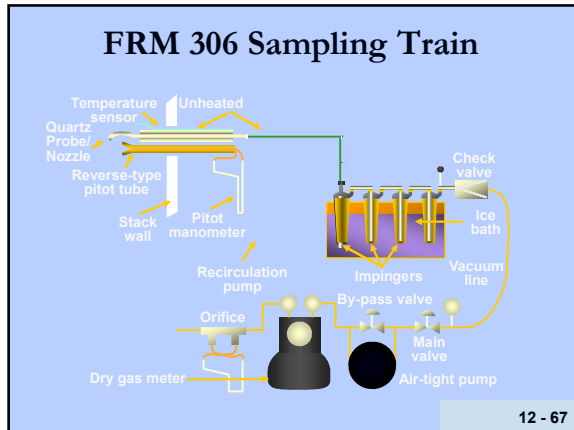 FRM 306 Sampling Train
Temperature
sensor
Unheated
Quartz
Probe/
Nozzle
Reverse-type
pitot tube
Stack
wall
Pitot
manometer
Recirculation
pump
Check
valve
Ice
bath
Impingers
Vacuum
line
By-pass valve
Orifice
Main
valve
Dry gas meter
Air-tight pump
12 - 67